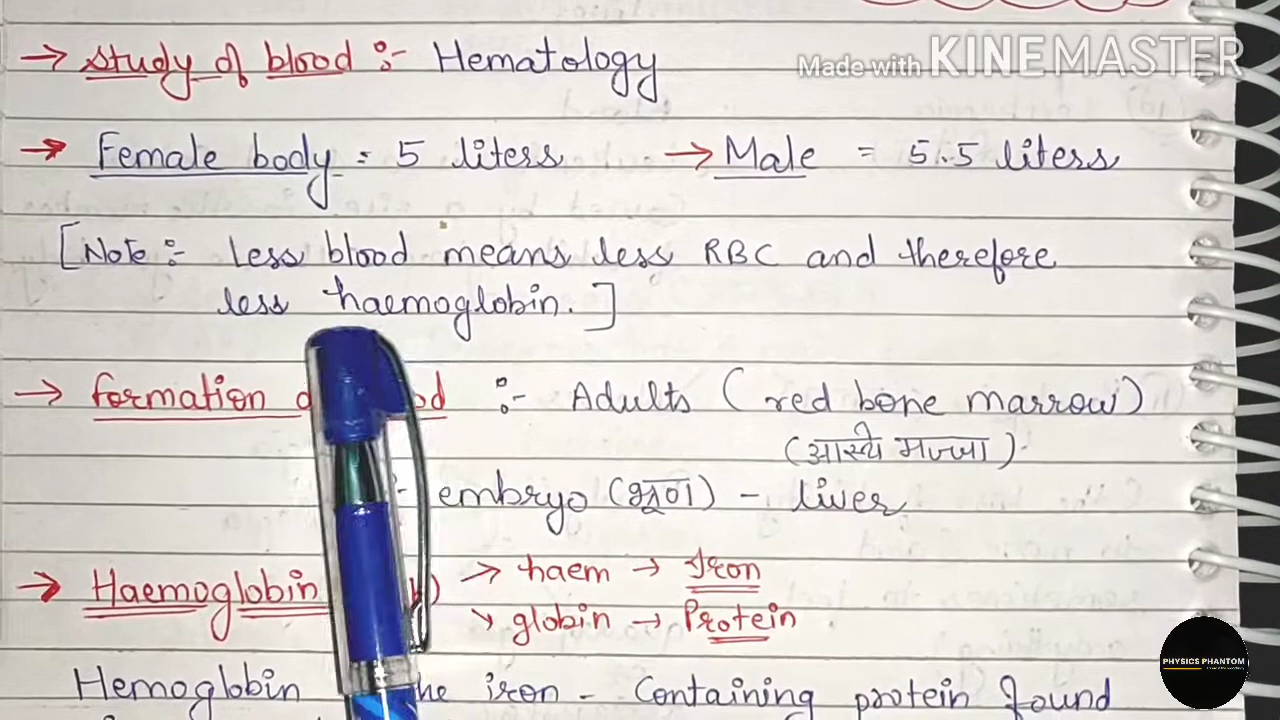 Made with KINEMASTER
→ Study of blood :- Hematology
→ Female body = 5 liters → Male = 5.5 liters
[Note :- less blood means less RBC and therefore
less haemoglobin.]
→ formation :- Adults (red bone marrow)
(आस्थि मज्जा)
embryo (भ्रूण) - liver
→ Haemoglobin → haem → Iron
→ globin → Protein
PHYSICS PHANTOM
Hemoglobin iron - Containing protein found